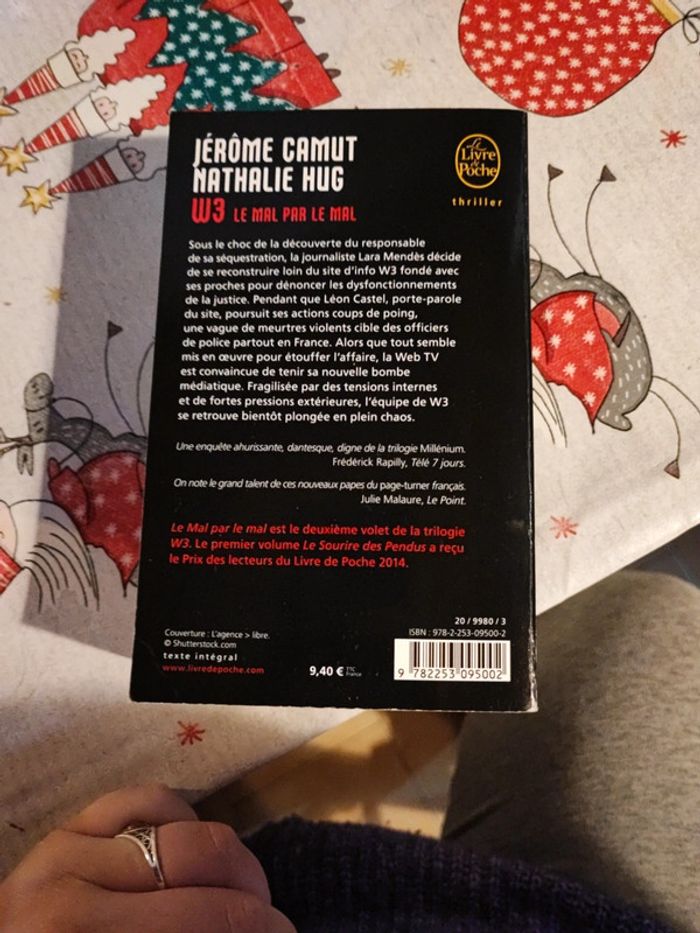 JÉRÔME CAMUT
NATHALIE HUG
W3 LE MAL PAR LE MAL
Le
Livre
de
Poche
thriller
Sous le choc de la découverte du responsable
de sa séquestration, la journaliste Lara Mendès décide
de se reconstruire loin du site d'info W3 fondé avec
ses proches pour dénoncer les dysfonctionnements
de la justice. Pendant que Léon Castel, porte-parole
du site, poursuit ses actions coups de poing,
une vague de meurtres violents cible des officiers
de police partout en France. Alors que tout semble
mis en œuvre pour étouffer l'affaire, la Web TV
est convaincue de tenir sa nouvelle bombe
médiatique. Fragilisée par des tensions internes
et de fortes pressions extérieures, l'équipe de W3
se retrouve bientôt plongée en plein chaos.
Une enquête ahurissante, dantesque, digne de la trilogie Millénium.
Frédérick Rapilly, Télé 7 jours.
On note le grand talent de ces nouveaux papes du page-turner français.
Julie Malaure, Le Point.
Le Mal par le mal est le deuxième volet de la trilogie
W3. Le premier volume Le Sourire des Pendus a reçu
le Prix des lecteurs du Livre de Poche 2014.
Couverture : L'agence > libre.
© Shutterstock.com
texte intégral
www.livredepoche.com
9,40 € TTC
France
20 / 9980 / 3
ISBN : 978-2-253-09500-2
9 782253 095002